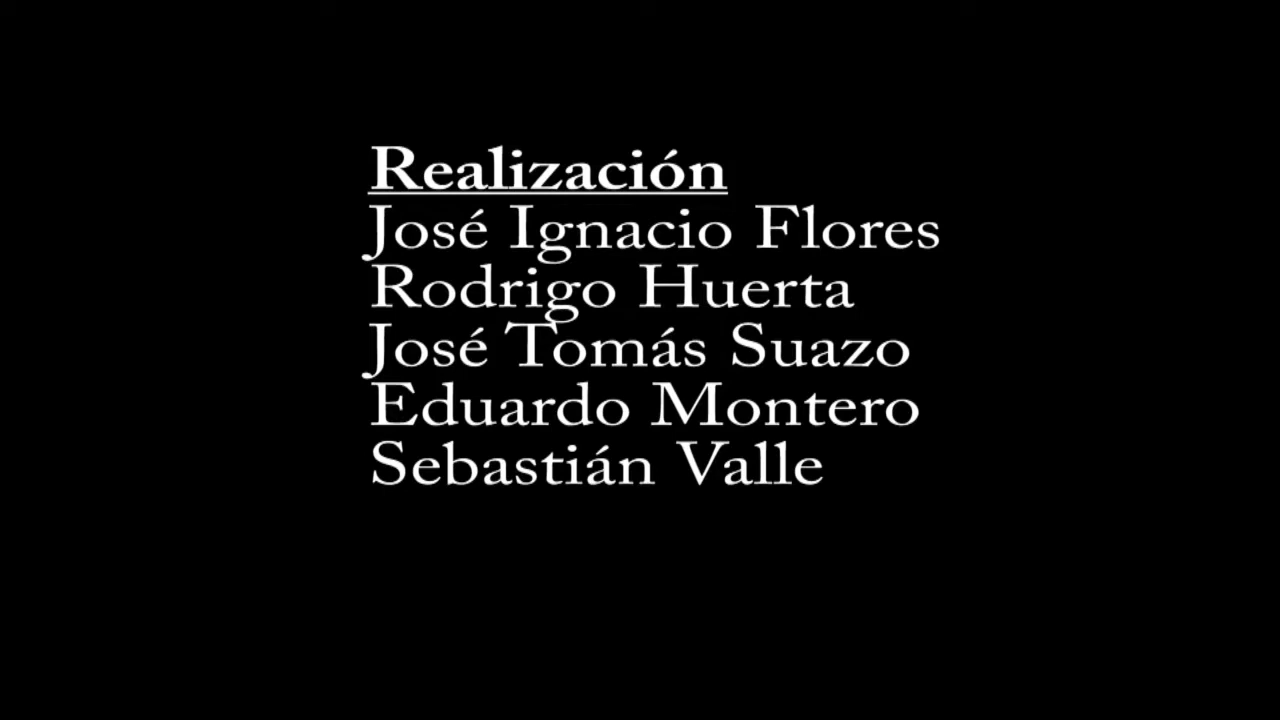 Realización
José Ignacio Flores
Rodrigo Huerta
José Tomás Suazo
Eduardo Montero
Sebastián Valle